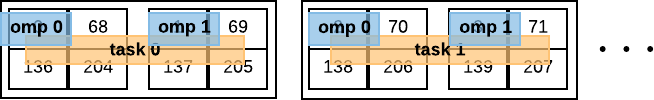 omp 0 68 omp 1 69 omp 0 70 omp 1 71
task 0 task 1
136 204 137 205 138 206 139 207